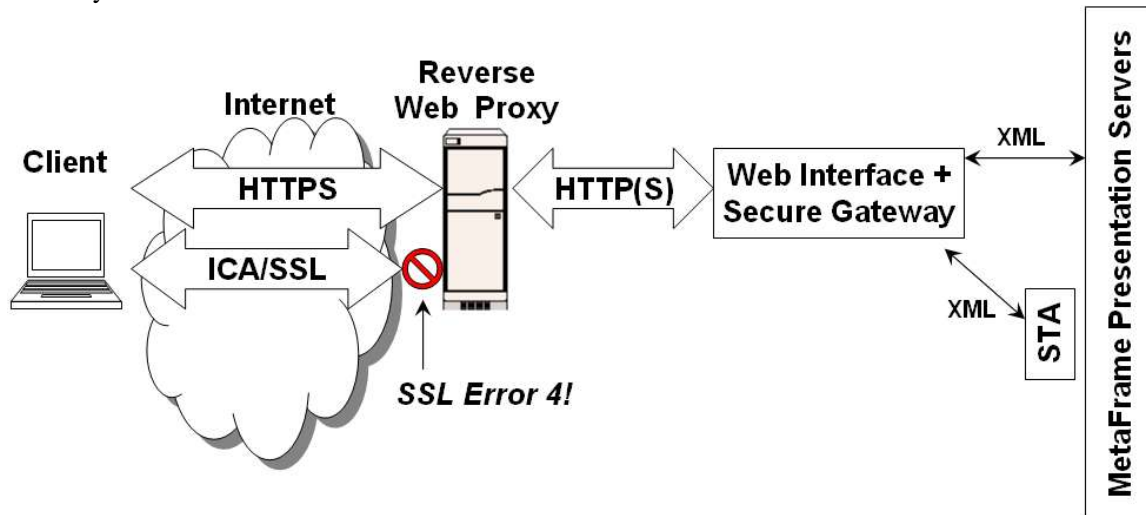 Reverse
Web Proxy
Internet
Client
HTTPS
HTTP(S)
Web Interface +
Secure Gateway
XML
ICA/SSL
SSL Error 4!
XML
STA
MetaFrame Presentation Servers